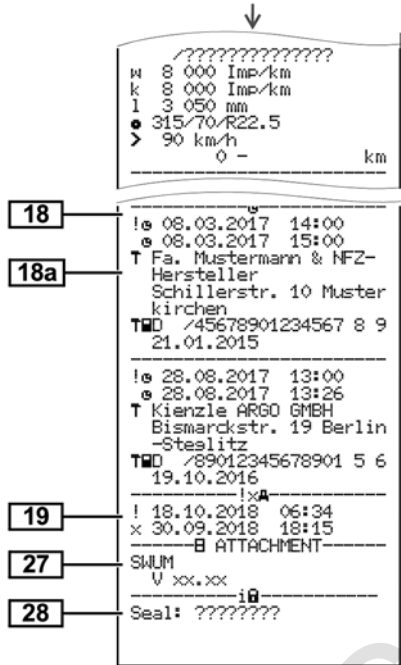 /??????????????
w 8 000 Imp/km
k 8 000 Imp/km
l 3 050 mm
315/70/R22.5
> 90 km/h
0 - km
18
! 08.03.2017 14:00
08.03.2017 15:00
18a
T Fa. Mustermann & NFZ-
Hersteller
Schillerstr. 10 Muster
kirchen
T D /45678901234567 8 9
21.01.2015
! 28.08.2017 13:00
28.08.2017 13:26
T Kienzle ARGO GMBH
Bismarckstr. 19 Berlin
-Steglitz
T D /89012345678901 5 6
19.10.2016
!x
19
! 18.10.2018 06:34
x 30.09.2018 18:15
ATTACHMENT
27
SWUM
V xx.xx
i
28
Seal: ????????